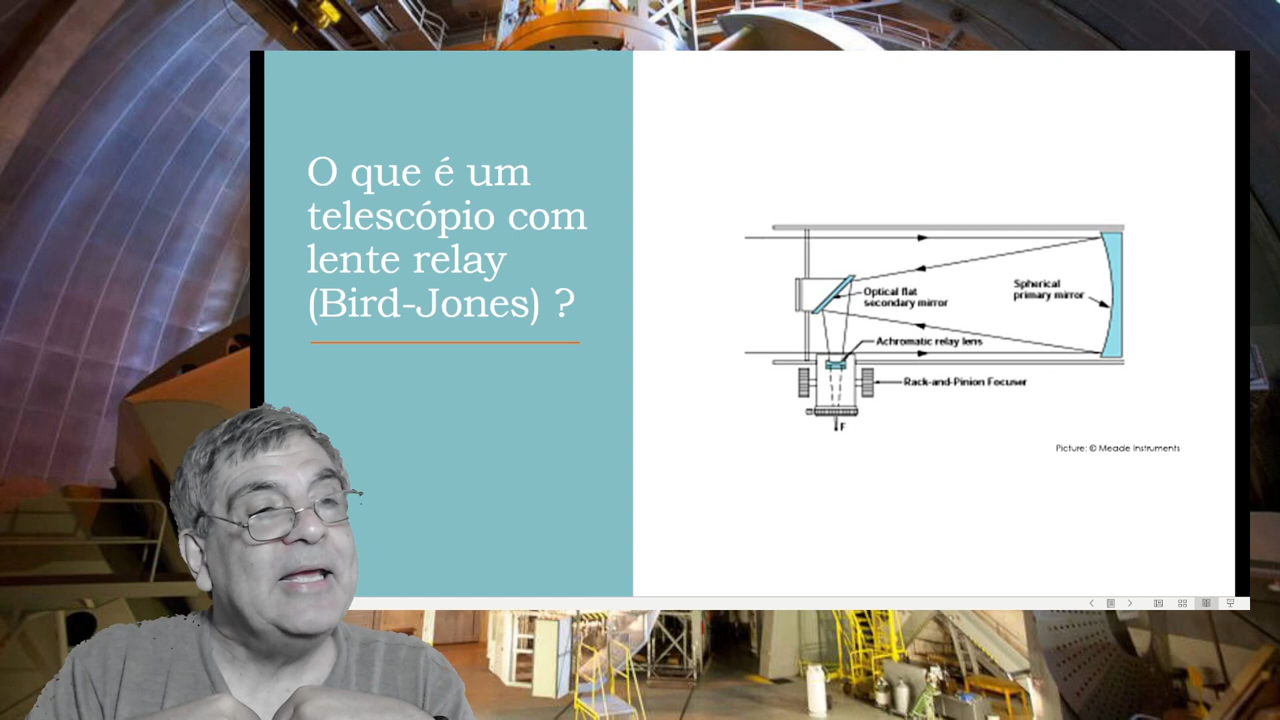 O que é um
telescópio com
lente relay
(Bird-Jones) ?
Optical flat
secondary mirror
Spherical
primary mirror
Achromatic relay lens
Rack-and-Pinion Focuser
F
Picture: © Meade Instruments